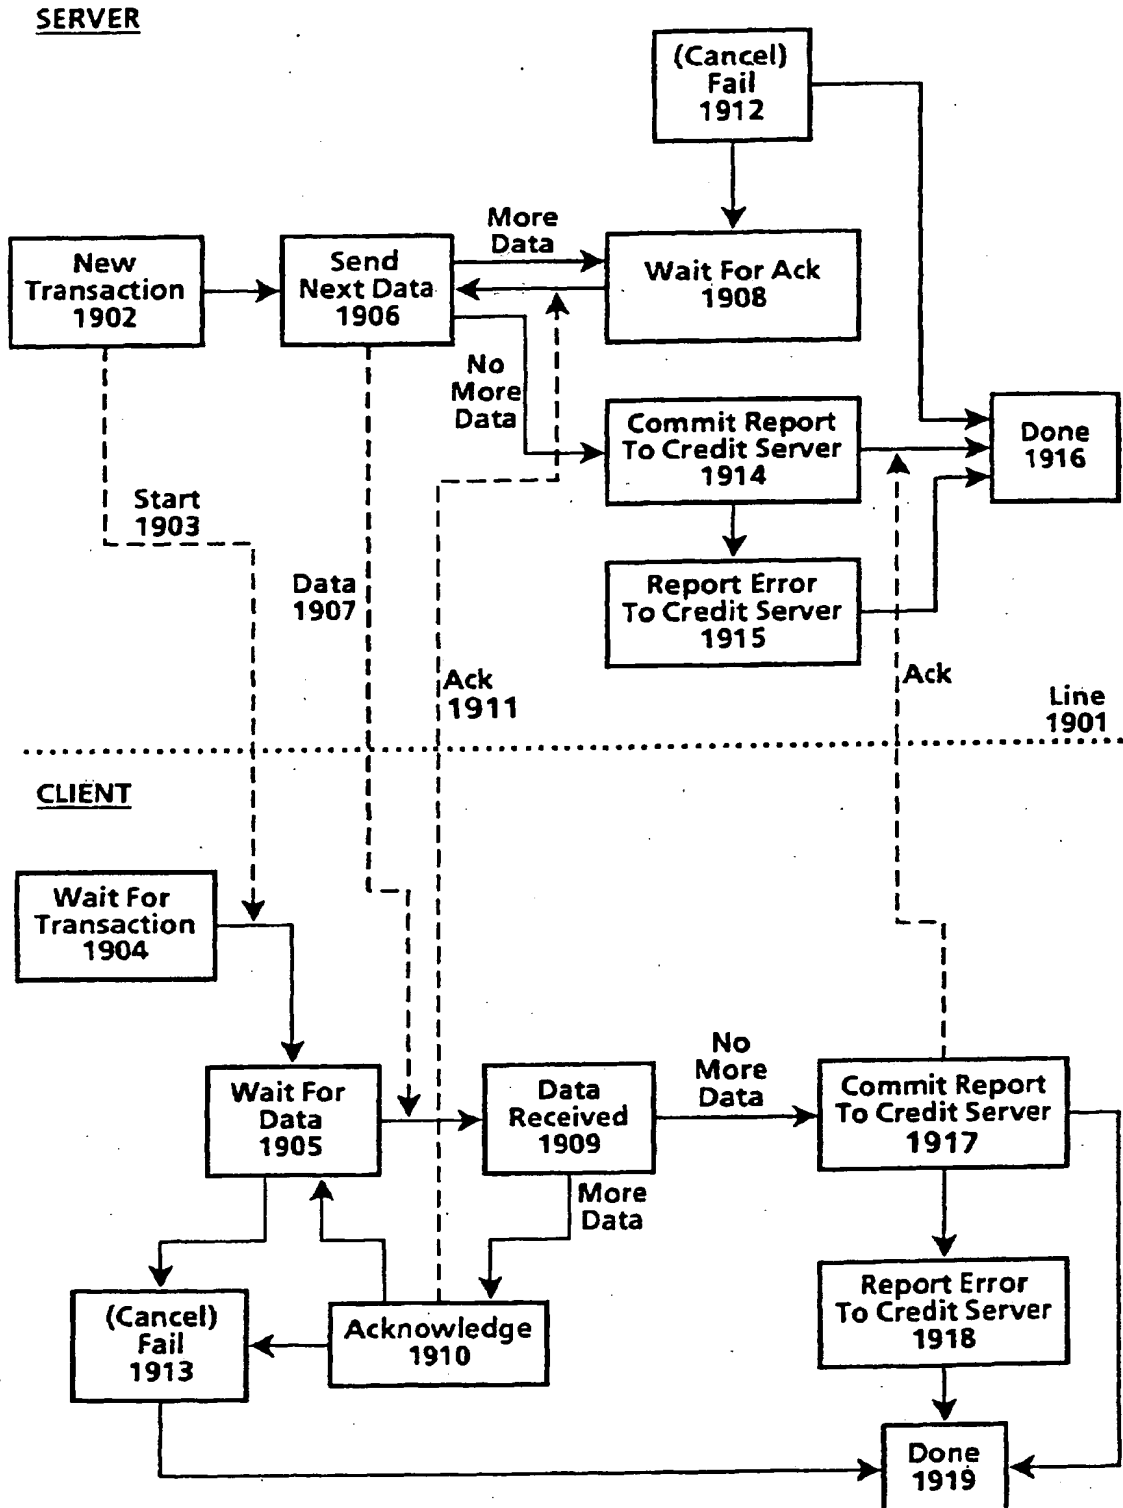 SERVER
(Cancel)
Fail
1912
More
Data
New
Transaction
1902
Send
Next Data
1906
Wait For Ack
1908
No
More
Data
Commit Report
To Credit Server
1914
Done
1916
Start
1903
Data
1907
Report Error
To Credit Server
1915
Ack
1911
Ack
Line
1901
CLIENT
Wait For
Transaction
1904
No
More
Data
Wait For
Data
1905
Data
Received
1909
Commit Report
To Credit Server
1917
More
Data
(Cancel)
Fail
1913
Acknowledge
1910
Report Error
To Credit Server
1918
Done
1919